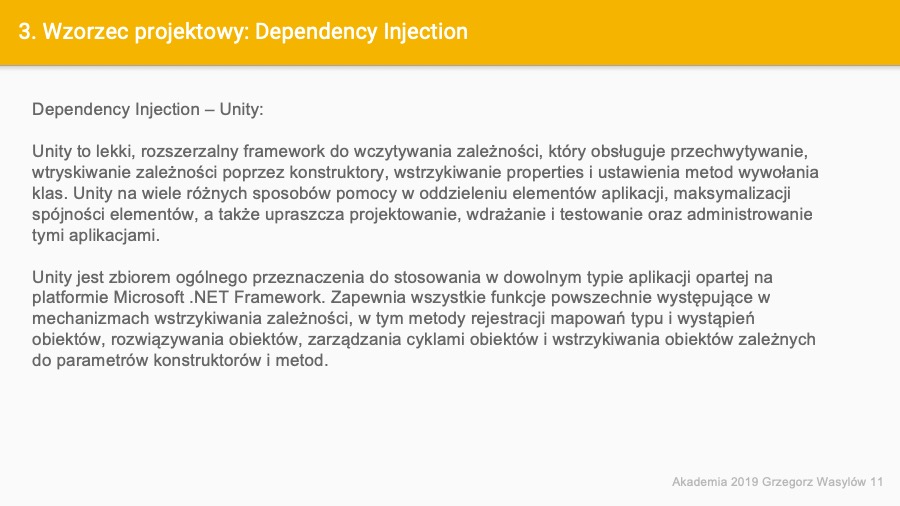 3. Wzorzec projektowy: Dependency Injection
Dependency Injection – Unity:
Unity to lekki, rozszerzalny framework do wczytywania zależności, który obsługuje przechwytywanie,
wtryskiwanie zależności poprzez konstruktory, wstrzykiwanie properties i ustawienia metod wywołania
klas. Unity na wiele różnych sposobów pomocy w oddzieleniu elementów aplikacji, maksymalizacji
spójności elementów, a także upraszcza projektowanie, wdrażanie i testowanie oraz administrowanie
tymi aplikacjami.
Unity jest zbiorem ogólnego przeznaczenia do stosowania w dowolnym typie aplikacji opartej na
platformie Microsoft .NET Framework. Zapewnia wszystkie funkcje powszechnie występujące w
mechanizmach wstrzykiwania zależności, w tym metody rejestracji mapowań typu i wystąpień
obiektów, rozwiązywania obiektów, zarządzania cyklami obiektów i wstrzykiwania obiektów zależnych
do parametrów konstruktorów i metod.
Akademia 2019 Grzegorz Wasylów 11